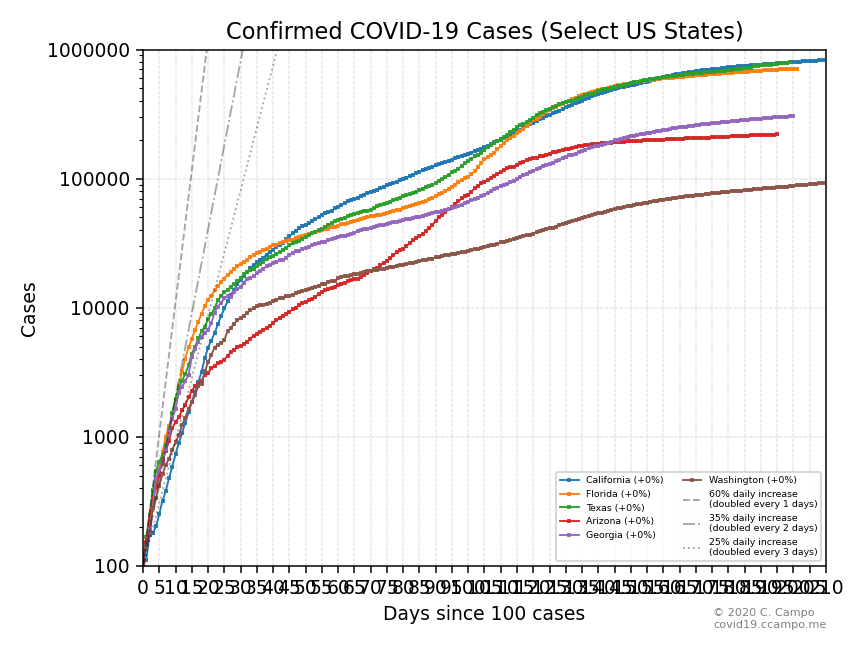 Confirmed COVID-19 Cases (Select US States)
1000000
100000
10000
1000
100
Cases
California (+0%)
Florida (+0%)
Texas (+0%)
Arizona (+0%)
Georgia (+0%)
Washington (+0%)
60% daily increase
(doubled every 1 days)
35% daily increase
(doubled every 2 days)
25% daily increase
(doubled every 3 days)
0 5 10 15 20 25 30 35 40 45 50 55 60 65 70 75 80 85 90 95 100 105 110 115 120 125 130 135 140 145 150 155 160 165 170 175 180 185 190 195 200 205 210
Days since 100 cases
© 2020 C. Campo
covid19.ccampo.me